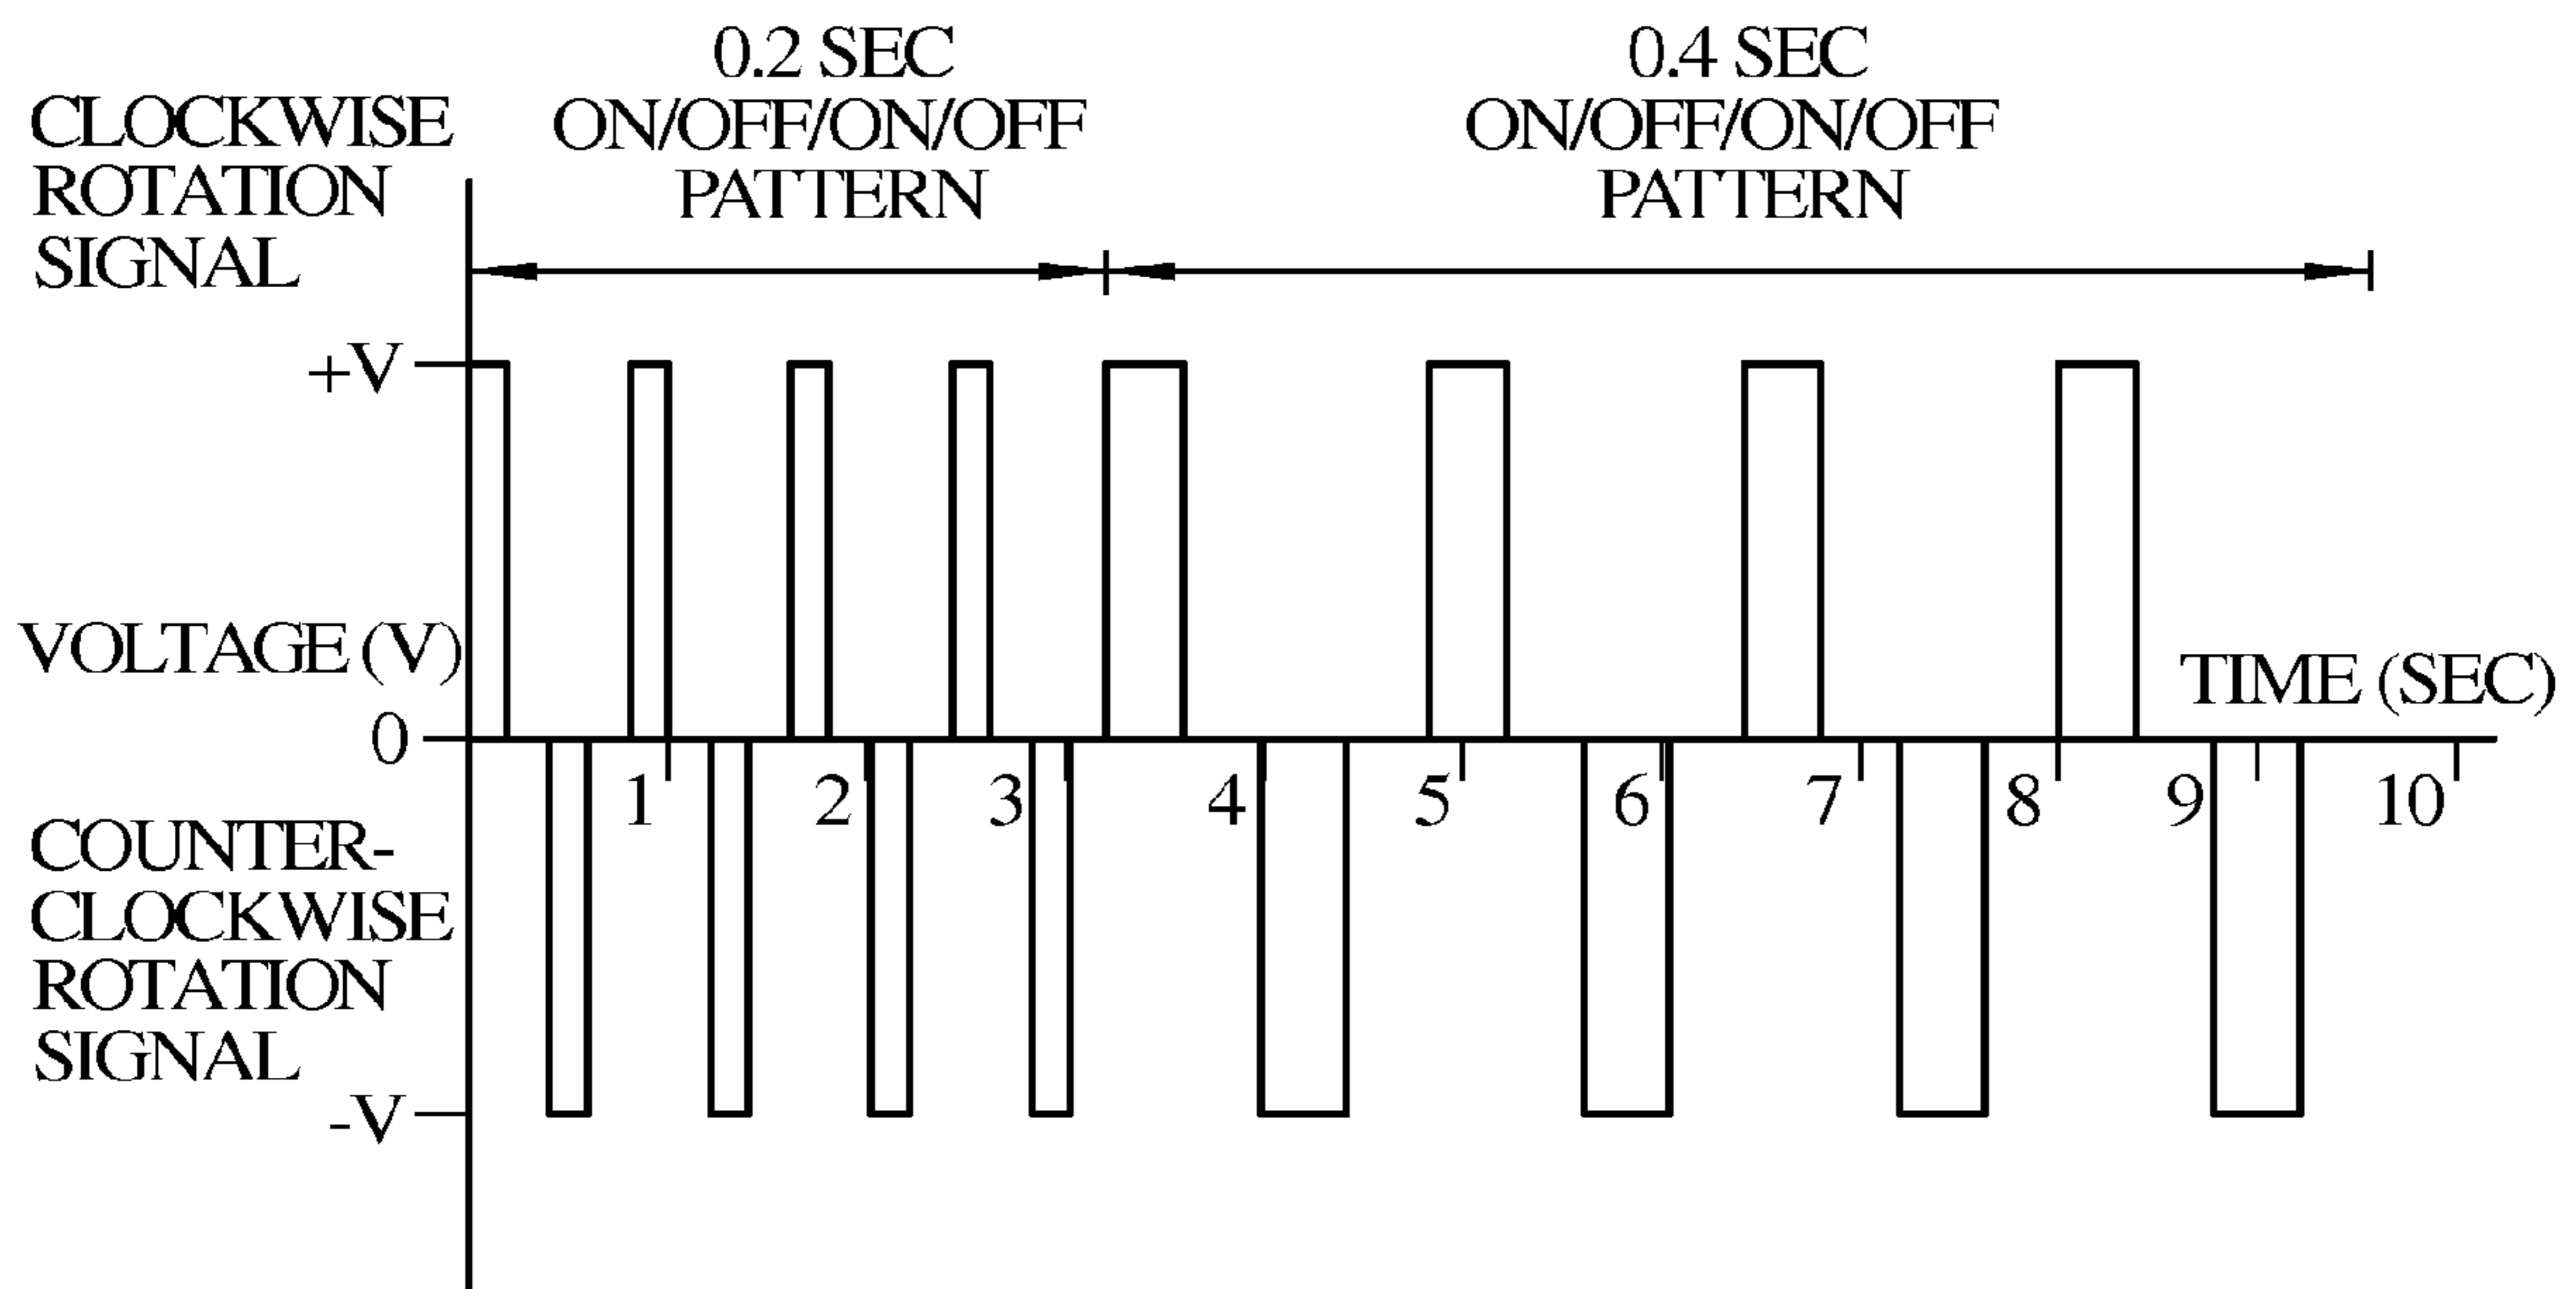 0.2 SEC
ON/OFF/ON/OFF
PATTERN
0.4 SEC
ON/OFF/ON/OFF
PATTERN
CLOCKWISE
ROTATION
SIGNAL
+V
VOLTAGE (V)
TIME (SEC)
0
1
2
3
4
5
6
7
8
9
10
COUNTER-
CLOCKWISE
ROTATION
SIGNAL
-V